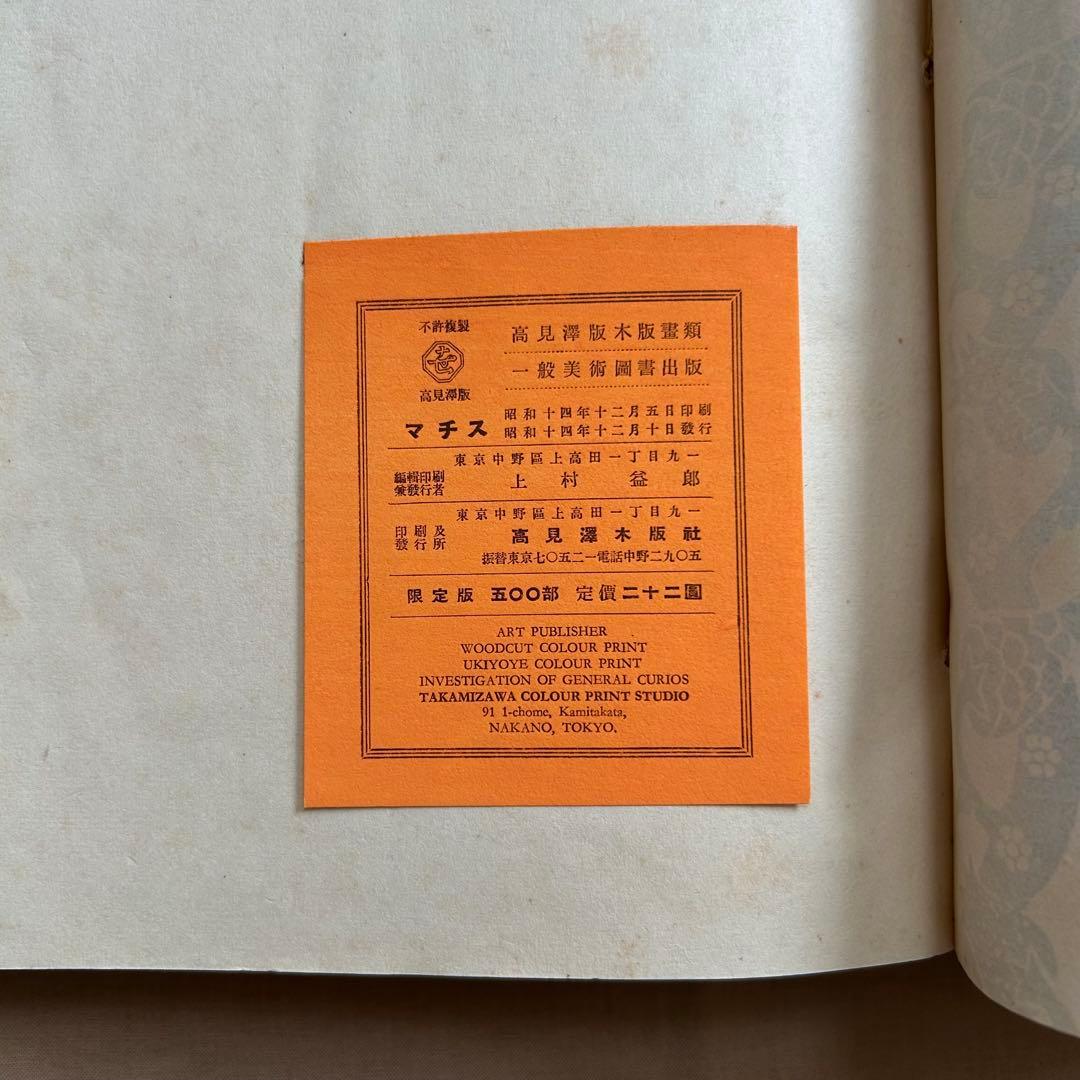 不許複製
高見澤版
高見澤版木版畫類
一般美術圖書出版
マチス
昭和十四年十二月五日印刷
昭和十四年十二月十日發行
東京中野區上高田一丁目九一
編輯印刷
兼發行者
上村益郎
東京中野區上高田一丁目九一
印刷及
發行所
高見澤木版社
振替東京七〇五二一電話中野二九〇五
限定版 五〇〇部 定價二十二圓
ART PUBLISHER
WOODCUT COLOUR PRINT
UKIYOYE COLOUR PRINT
INVESTIGATION OF GENERAL CURIOS
TAKAMIZAWA COLOUR PRINT STUDIO
91 1-chome, Kamitakata,
NAKANO, TOKYO.